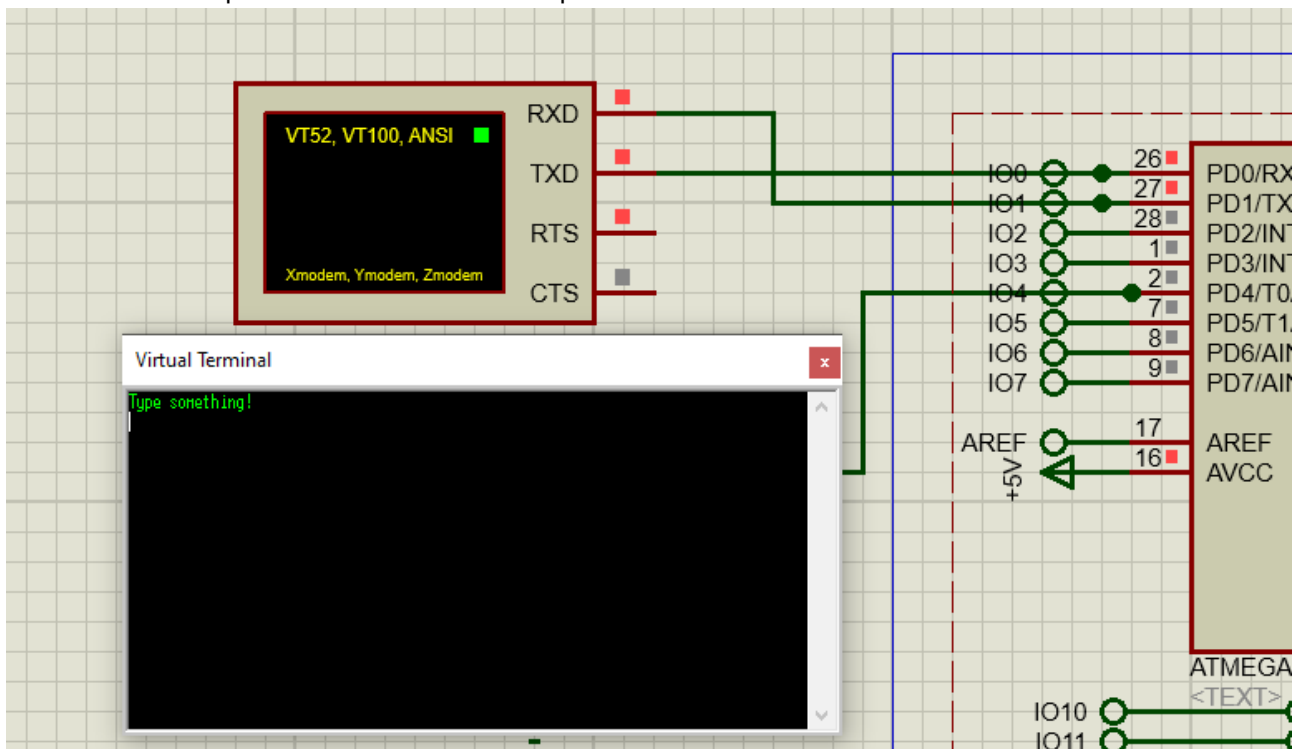 VT52, VT100, ANSI
Xmodem, Ymodem, Zmodem
RXD
TXD
RTS
CTS
Virtual Terminal
x
Type something!
IO0 26 PD0/RX
IO1 27 PD1/TX
IO2 28 PD2/INT
IO3 1 PD3/INT
IO4 2 PD4/T0
IO5 7 PD5/T1
IO6 8 PD6/AIN
IO7 9 PD7/AIN
AREF 17 AREF
+5V 16 AVCC
ATMEGA
<TEXT>
IO10
IO11